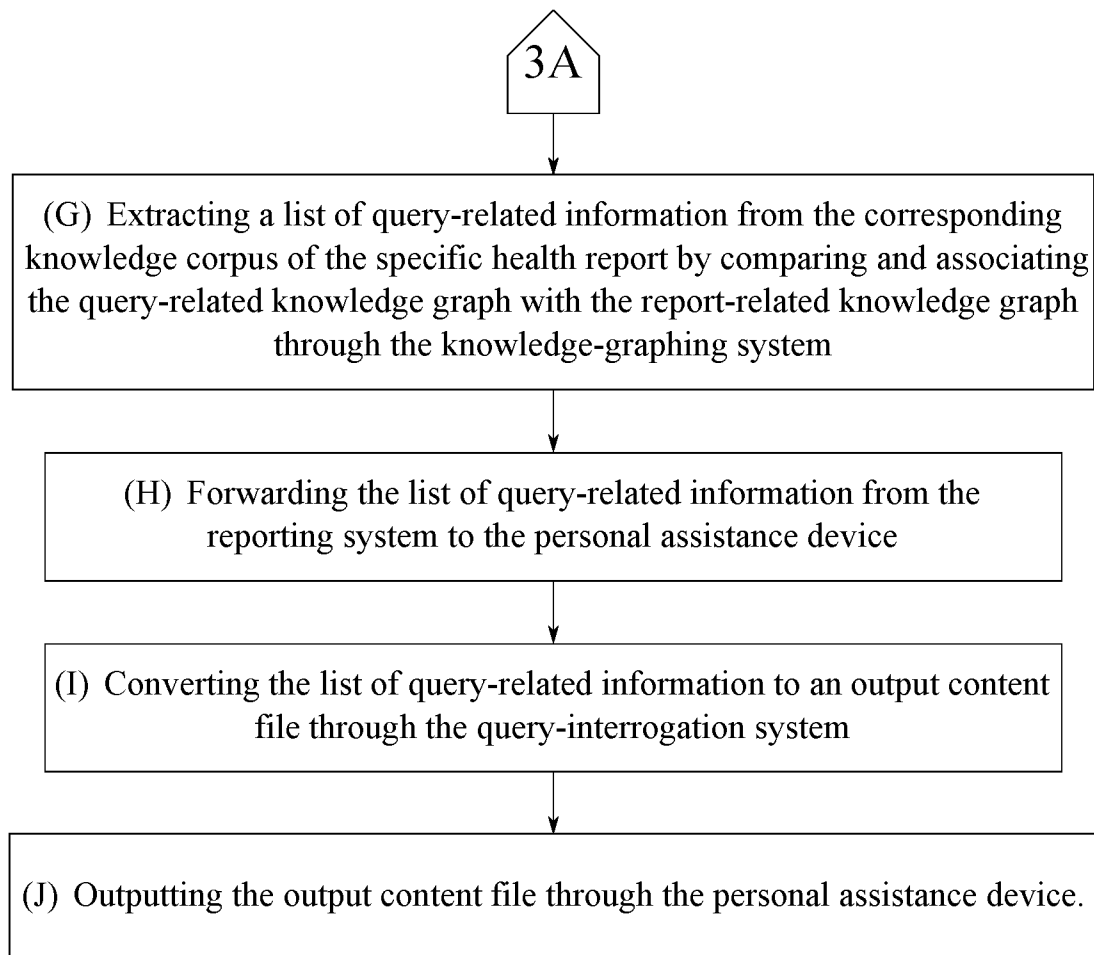 3A
(G) Extracting a list of query-related information from the corresponding
knowledge corpus of the specific health report by comparing and associating
the query-related knowledge graph with the report-related knowledge graph
through the knowledge-graphing system
(H) Forwarding the list of query-related information from the
reporting system to the personal assistance device
(I) Converting the list of query-related information to an output content
file through the query-interrogation system
(J) Outputting the output content file through the personal assistance device.